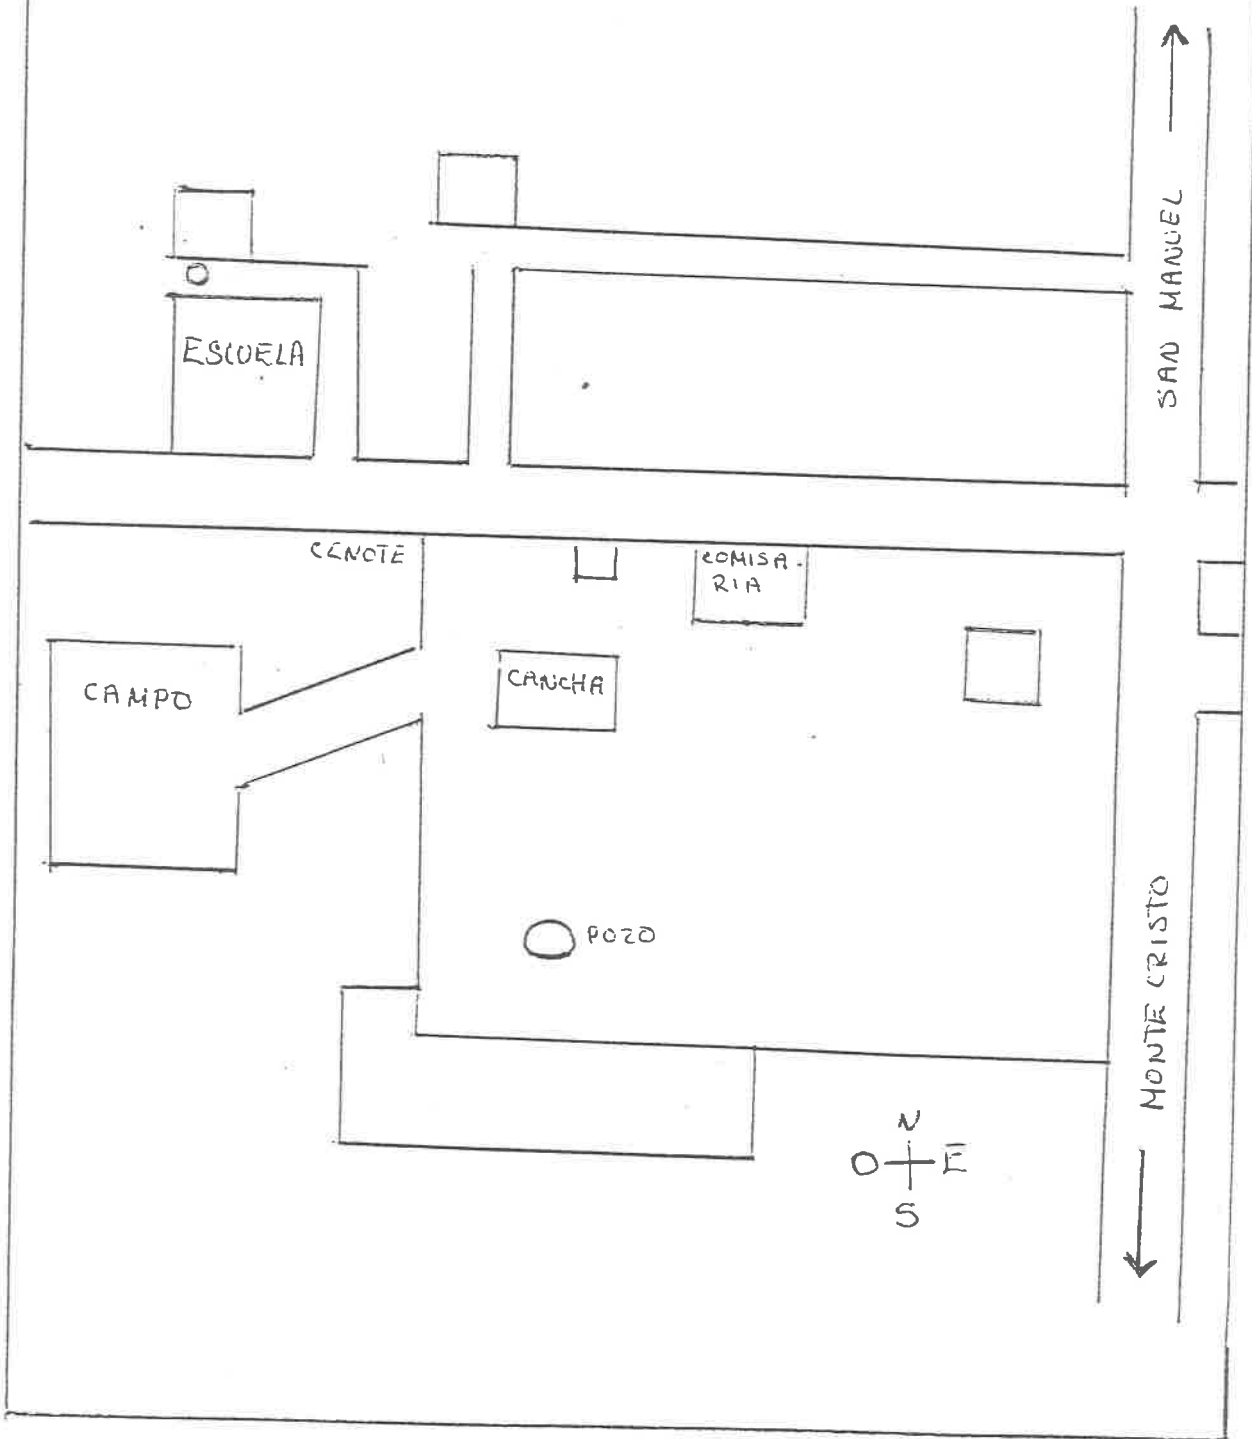 SAN MANUEL
ESCUELA
CENOTE
COMISA-
RIA
CAMPO
CANCHA
POZO
MONTE CRISTO
N
O E
S